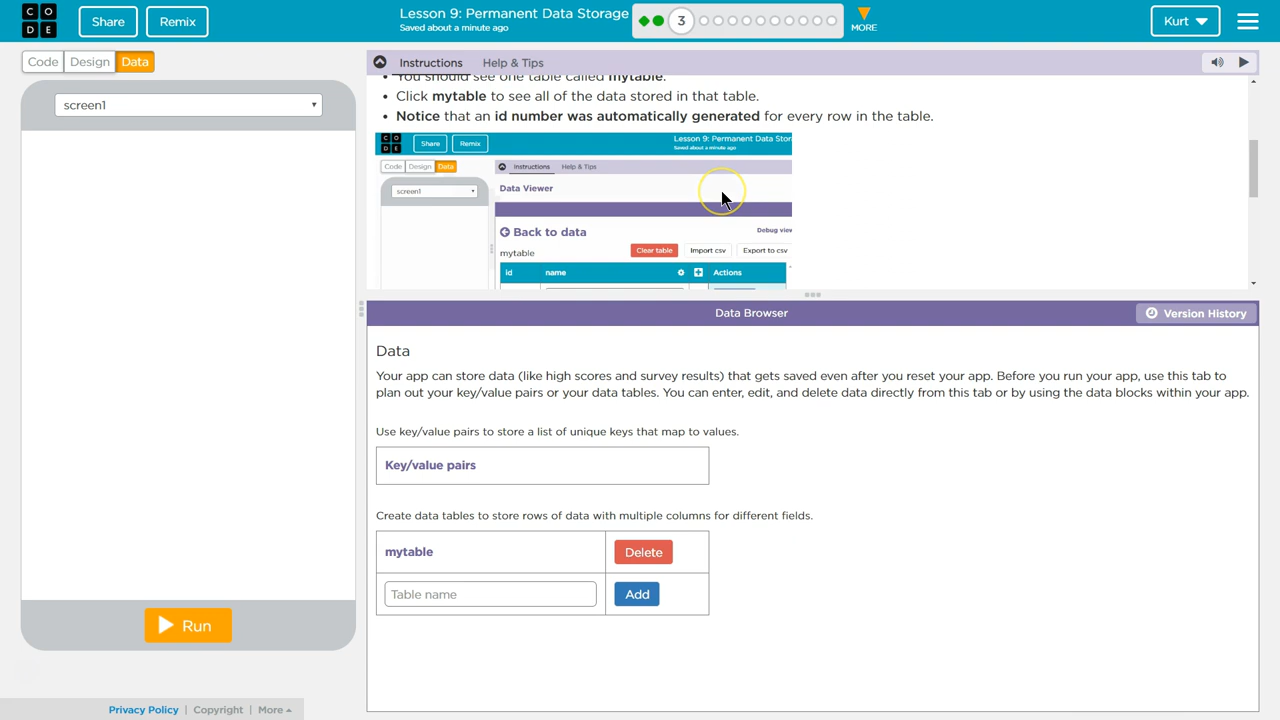 C O
D E
Share
Remix
Lesson 9: Permanent Data Storage
Saved about a minute ago
3
MORE
Kurt
Code
Design
Data
Instructions
Help & Tips
screen1
You should see one table called mytable.
Click mytable to see all of the data stored in that table.
Notice that an id number was automatically generated for every row in the table.
C O
D E
Share
Remix
Lesson 9: Permanent Data Stor
Saved about a minute ago
Code
Design
Data
Instructions
Help & Tips
screen1
Data Viewer
Back to data
Debug view
mytable
Clear table
Import csv
Export to csv
id
name
Actions
Data Browser
Version History
Data
Your app can store data (like high scores and survey results) that gets saved even after you reset your app. Before you run your app, use this tab to
plan out your key/value pairs or your data tables. You can enter, edit, and delete data directly from this tab or by using the data blocks within your app.
Use key/value pairs to store a list of unique keys that map to values.
Key/value pairs
Create data tables to store rows of data with multiple columns for different fields.
mytable
Delete
Table name
Add
Run
Privacy Policy | Copyright | More